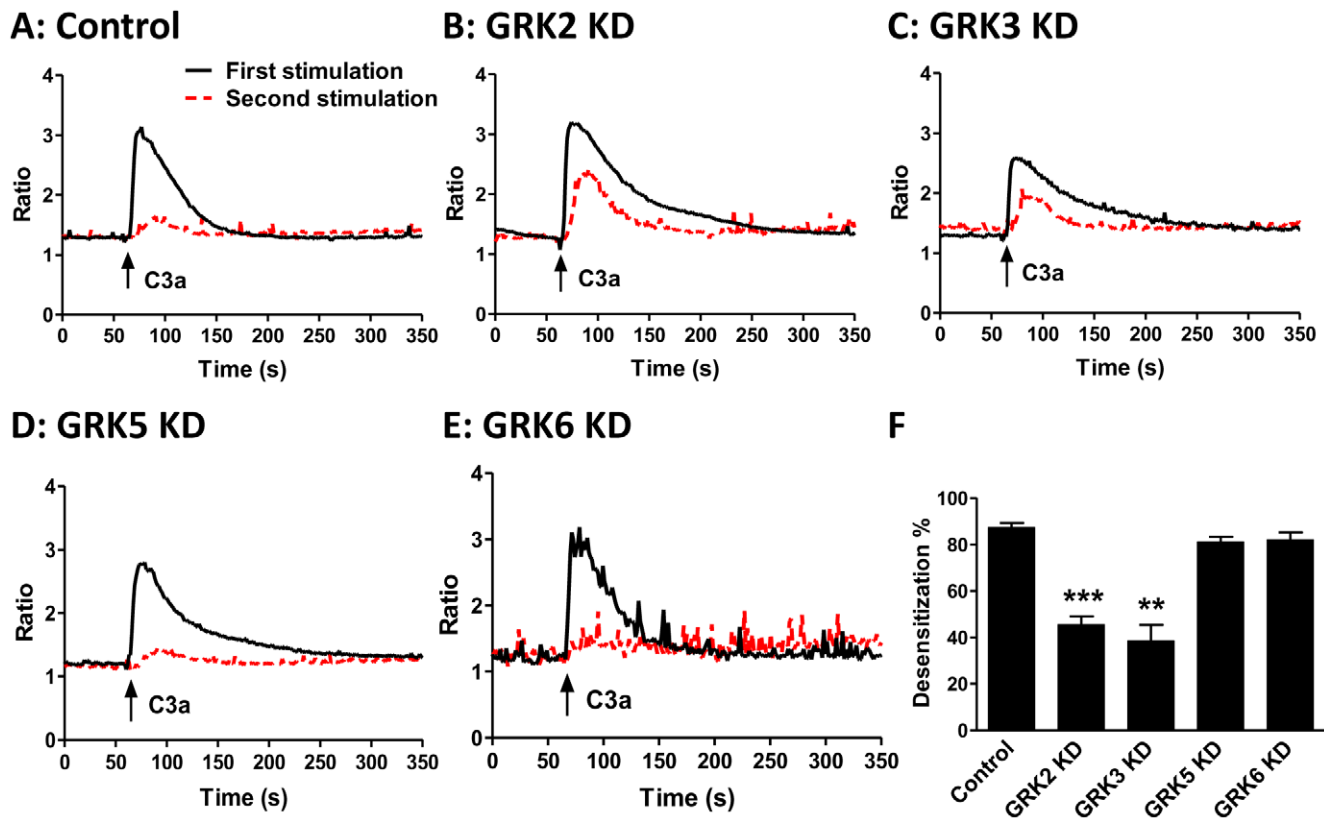 A: Control
B: GRK2 KD
C: GRK3 KD
First stimulation
Second stimulation
4
3
2
1
0
Ratio
C3a
0 50 100 150 200 250 300 350
Time (s)
4
3
2
1
0
Ratio
C3a
0 50 100 150 200 250 300 350
Time (s)
4
3
2
1
0
Ratio
C3a
0 50 100 150 200 250 300 350
Time (s)
D: GRK5 KD
E: GRK6 KD
F
4
3
2
1
0
Ratio
C3a
0 50 100 150 200 250 300 350
Time (s)
4
3
2
1
0
Ratio
C3a
0 50 100 150 200 250 300 350
Time (s)
100
80
60
40
20
0
Desensitization %
***
**
Control
GRK2 KD
GRK3 KD
GRK5 KD
GRK6 KD